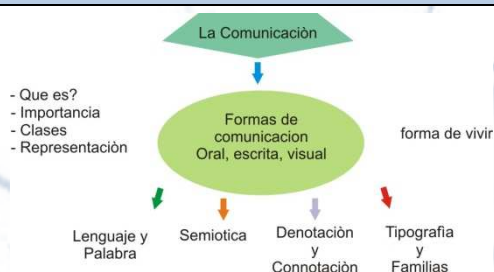 La Comunicaciòn
- Que es?
- Importancia
- Clases
- Representaciòn
Formas de
comunicacion
Oral, escrita, visual
forma de vivir
Lenguaje y
Palabra
Semiotica
Denotaciòn
y
Connotaciòn
Tipografìa
y
Familias